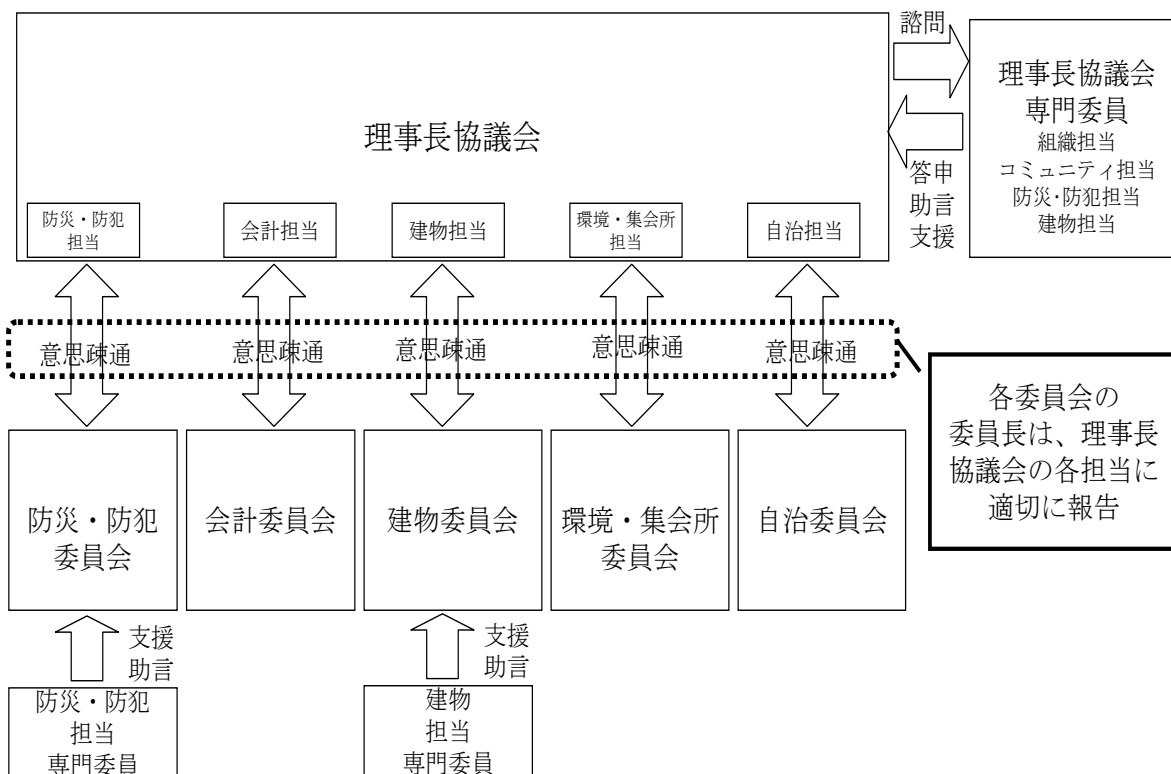 諮問
理事長協議会
理事長協議会
専門委員
組織担当
コミュニティ担当
防災・防犯担当
建物担当
答申
助言
支援
防災・防犯
担当
会計担当
建物担当
環境・集会所
担当
自治担当
意思疎通
意思疎通
意思疎通
意思疎通
意思疎通
各委員会の
委員長は、理事長
協議会の各担当に
適切に報告
防災・防犯
委員会
会計委員会
建物委員会
環境・集会所
委員会
自治委員会
支援
助言
支援
助言
防災・防犯
担当
専門委員
建物
担当
専門委員